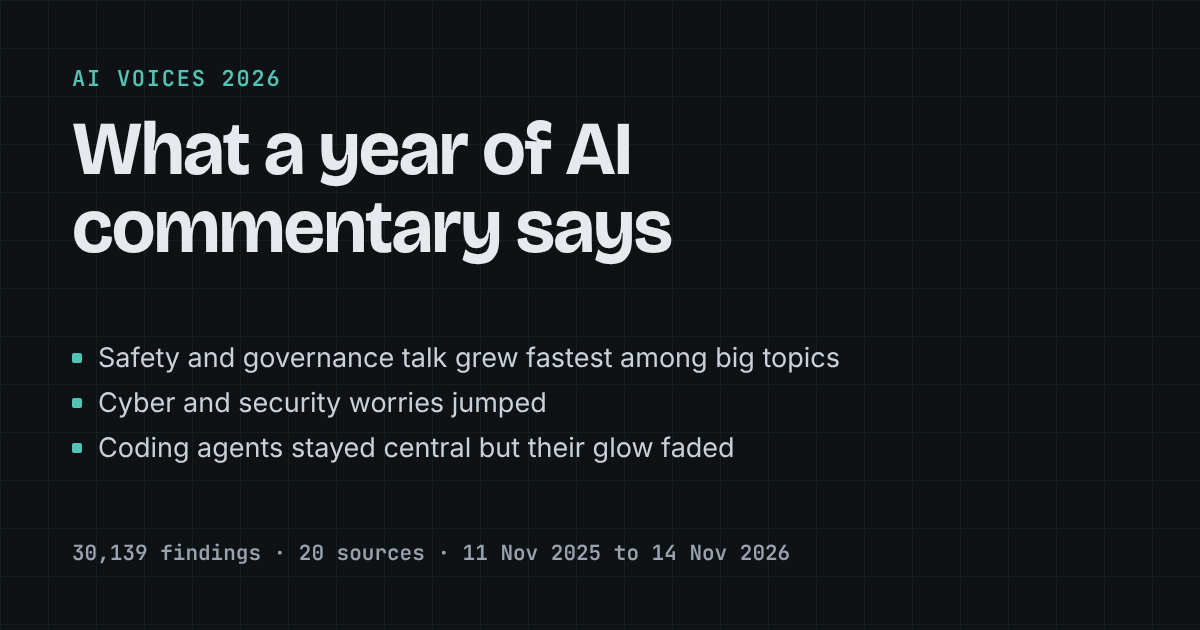 AI VOICES 2026
What a year of AI
commentary says
Safety and governance talk grew fastest among big topics
Cyber and security worries jumped
Coding agents stayed central but their glow faded
30,139 findings · 20 sources · 11 Nov 2025 to 14 Nov 2026